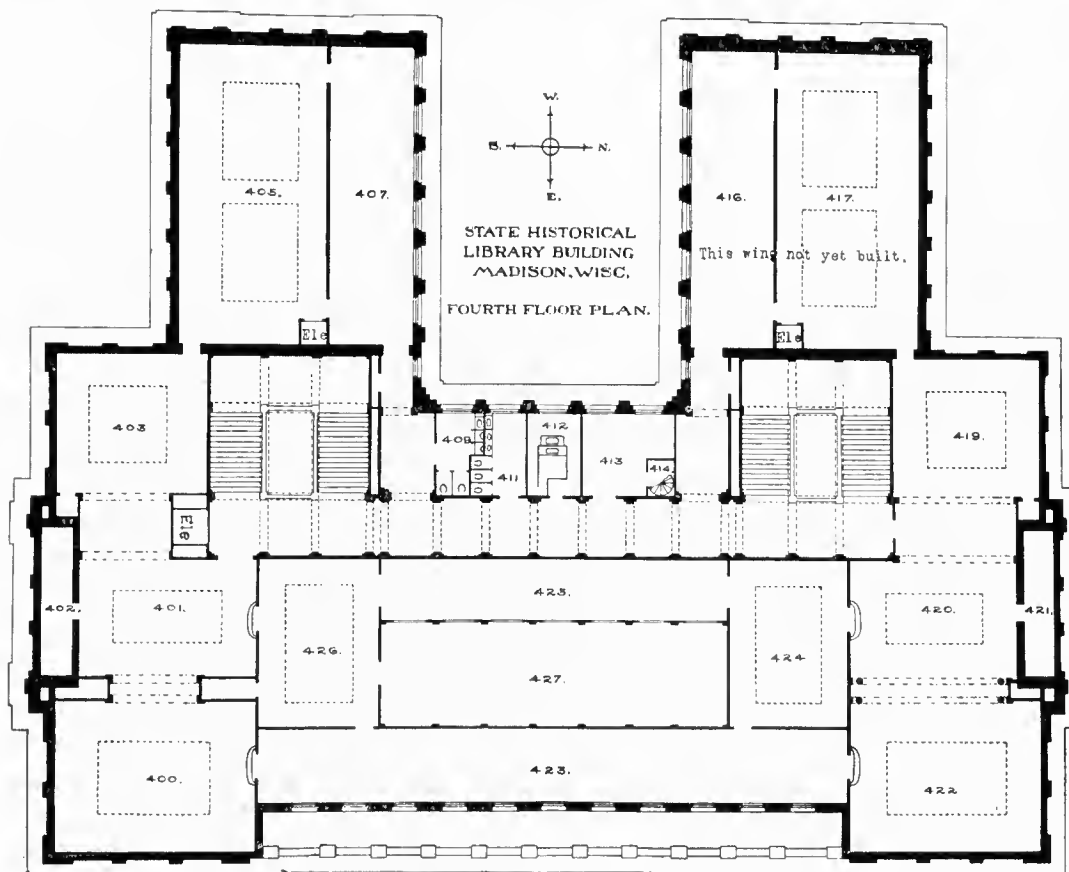 W.
S. N.
E.
STATE HISTORICAL
LIBRARY BUILDING
MADISON, WISC.
FOURTH FLOOR PLAN.
405.
407.
416.
417.
This wing not yet built.
Ele
Ele
403.
409.
411
412
413
414.
419.
Ele
402.
401.
425.
420.
421.
426.
427.
424
400.
423.
422